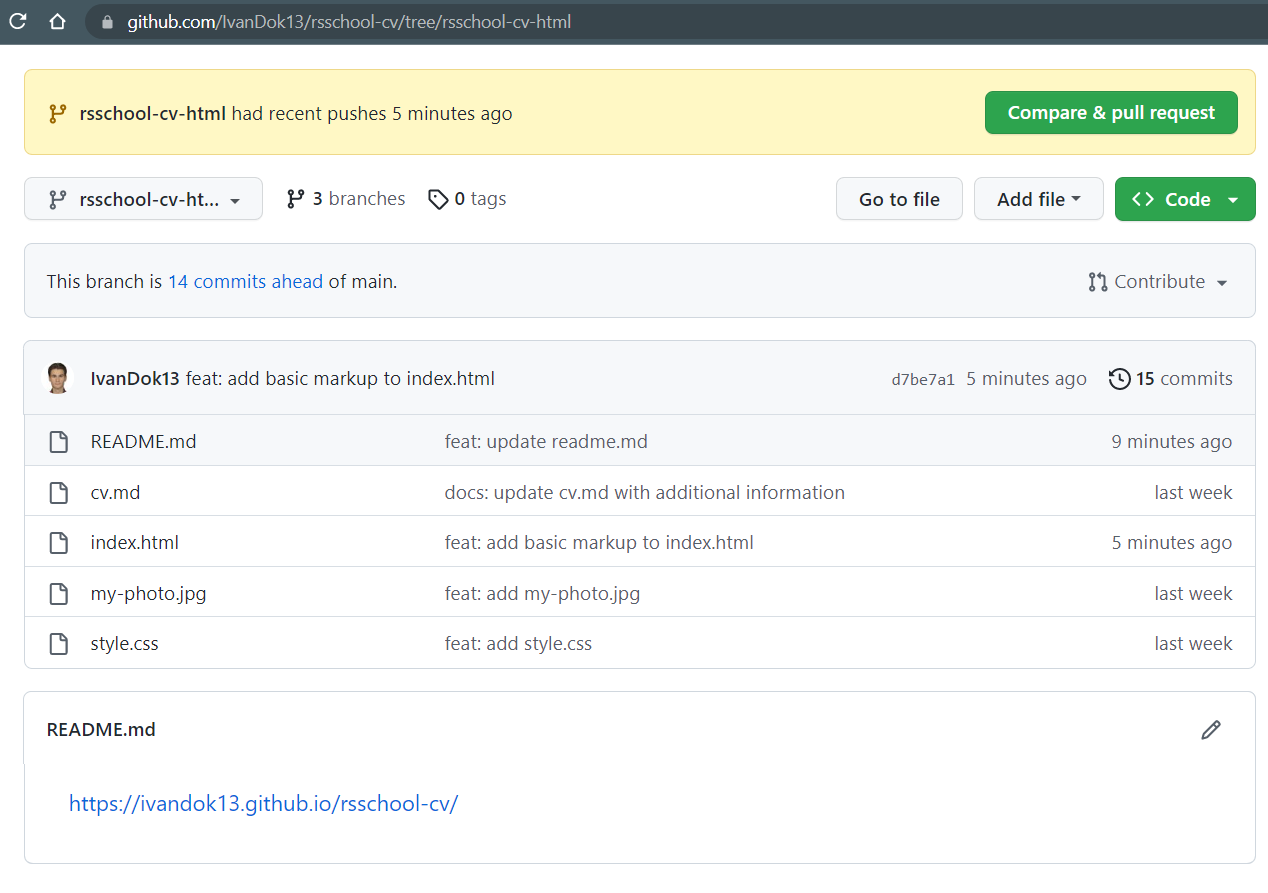 github.com/IvanDok13/rsschool-cv/tree/rsschool-cv-html
rsschool-cv-html had recent pushes 5 minutes ago
Compare & pull request
rsschool-cv-ht... 3 branches 0 tags Go to file Add file Code
This branch is 14 commits ahead of main. Contribute
IvanDok13 feat: add basic markup to index.html d7be7a1 5 minutes ago 15 commits
README.md feat: update readme.md 9 minutes ago
cv.md docs: update cv.md with additional information last week
index.html feat: add basic markup to index.html 5 minutes ago
my-photo.jpg feat: add my-photo.jpg last week
style.css feat: add style.css last week
README.md
https://ivandok13.github.io/rsschool-cv/